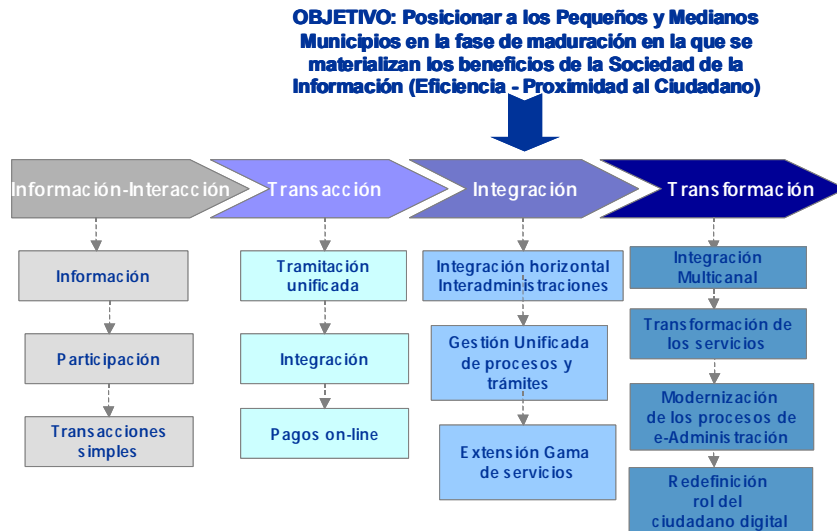 OBJETIVO: Posicionar a los Pequeños y Medianos
Municipios en la fase de maduración en la que se
materializan los beneficios de la Sociedad de la
Información (Eficiencia - Proximidad al Ciudadano)
Información-Interacción
Transacción
Integración
Transformación
Información
Participación
Transacciones
simples
Tramitación
unificada
Integración
Pagos on-line
Integración horizontal
Interadministraciones
Gestión Unificada
de procesos y
trámites
Extensión Gama
de servicios
Integración
Multicanal
Transformación de
los servicios
Modernización
de los procesos de
e-Administración
Redefinición
rol del
ciudadano digital